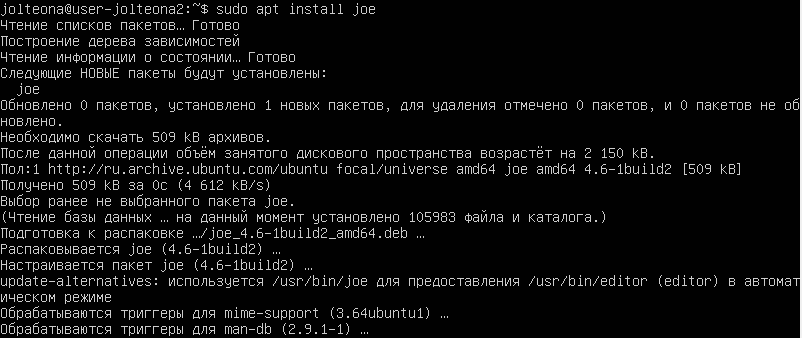 jolteona@user-jolteona2:~$ sudo apt install joe
Чтение списков пакетов… Готово
Построение дерева зависимостей
Чтение информации о состоянии… Готово
Следующие НОВЫЕ пакеты будут установлены:
  joe
Обновлено 0 пакетов, установлено 1 новых пакетов, для удаления отмечено 0 пакетов, и 0 пакетов не об
новлено.
Необходимо скачать 509 kB архивов.
После данной операции объём занятого дискового пространства возрастёт на 2 150 kB.
Пол:1 http://ru.archive.ubuntu.com/ubuntu focal/universe amd64 joe amd64 4.6-1build2 [509 kB]
Получено 509 kB за 0с (4 612 kB/s)
Выбор ранее не выбранного пакета joe.
(Чтение базы данных … на данный момент установлено 105983 файла и каталога.)
Подготовка к распаковке …/joe_4.6-1build2_amd64.deb …
Распаковывается joe (4.6-1build2) …
Настраивается пакет joe (4.6-1build2) …
update-alternatives: используется /usr/bin/joe для предоставления /usr/bin/editor (editor) в автомат
ическом режиме
Обрабатываются триггеры для mime-support (3.64ubuntu1) …
Обрабатываются триггеры для man-db (2.9.1-1) …